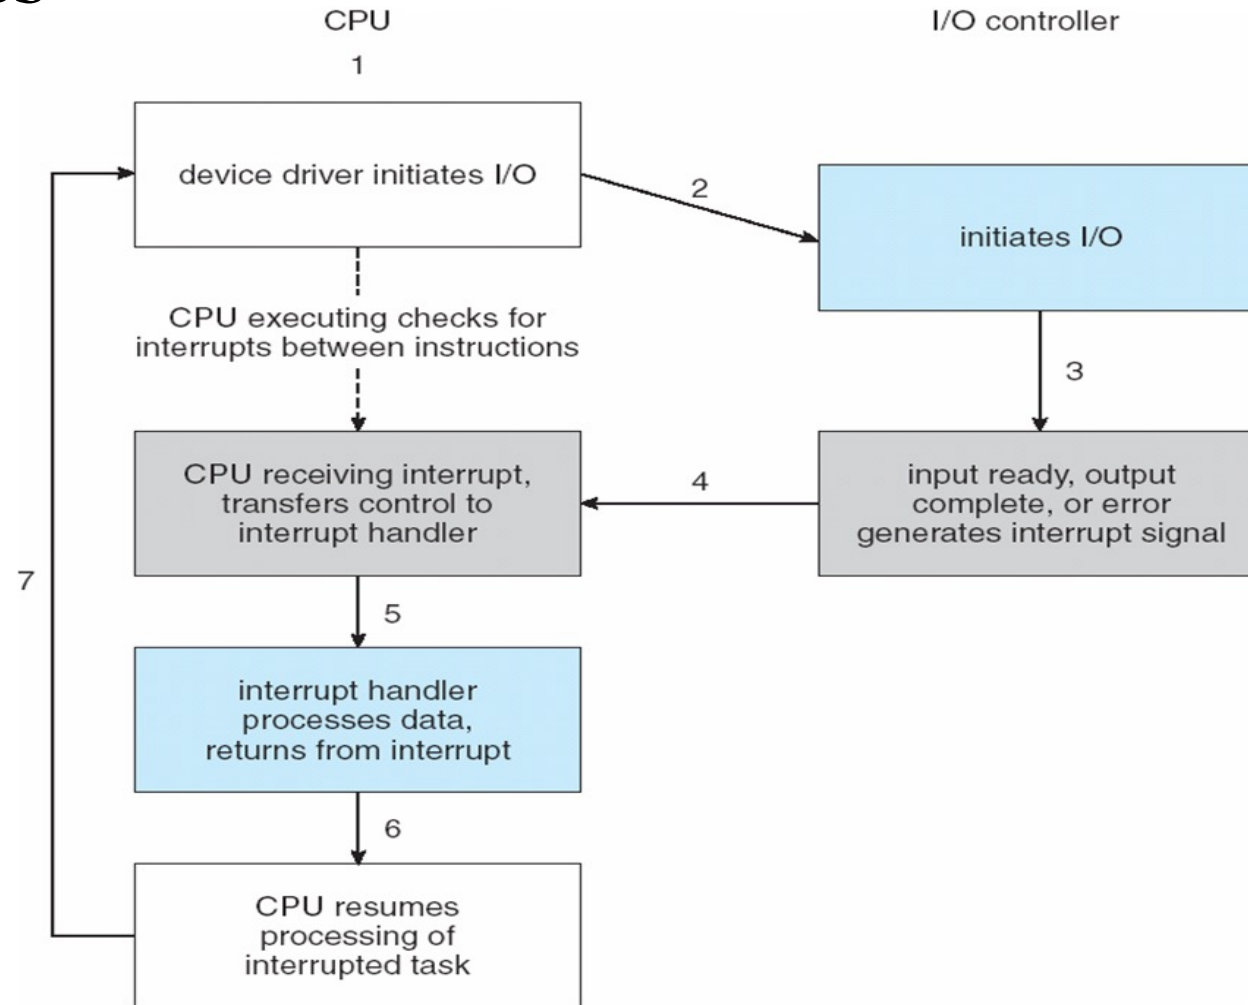 CPU
I/O controller
1
device driver initiates I/O
2
initiates I/O
CPU executing checks for
interrupts between instructions
3
CPU receiving interrupt,
transfers control to
interrupt handler
4
input ready, output
complete, or error
generates interrupt signal
7
5
interrupt handler
processes data,
returns from interrupt
6
CPU resumes
processing of
interrupted task